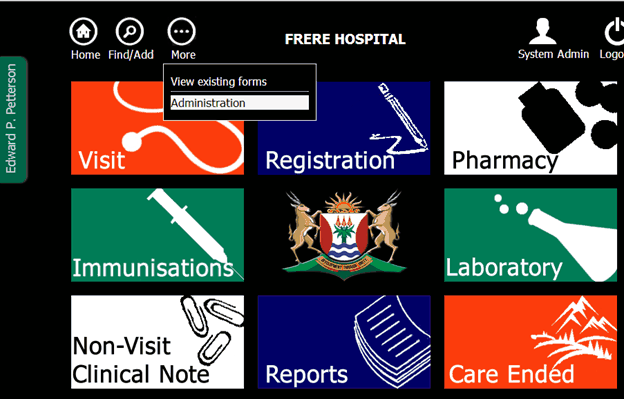 FRERE HOSPITAL
Home
Find/Add
More
System Admin
Logo
View existing forms
Administration
Edward P. Petterson
Visit
Registration
Pharmacy
Immunisations
Laboratory
Non-Visit
Clinical Note
Reports
Care Ended